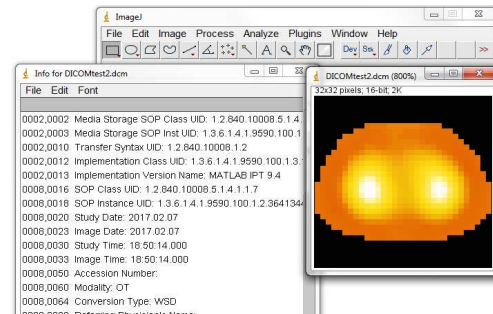 ImageJ
File Edit Image Process Analyze Plugins Window Help
Dev Stk >>
Info for DICOMtest2.dcm
File Edit Font
0002,0002 Media Storage SOP Class UID: 1.2.840.10008.5.1.4.
0002,0003 Media Storage SOP Inst UID: 1.3.6.1.4.1.9590.100.1
0002,0010 Transfer Syntax UID: 1.2.840.10008.1.2
0002,0012 Implementation Class UID: 1.3.6.1.4.1.9590.100.1.3.
0002,0013 Implementation Version Name: MATLAB IPT 9.4
0008,0016 SOP Class UID: 1.2.840.10008.5.1.4.1.1.7
0008,0018 SOP Instance UID: 1.3.6.1.4.1.9590.100.1.2.3641344
0008,0020 Study Date: 2017.02.07
0008,0023 Image Date: 2017.02.07
0008,0030 Study Time: 18:50:14.000
0008,0033 Image Time: 18:50:14.000
0008,0050 Accession Number:
0008,0060 Modality: OT
0008,0064 Conversion Type: WSD
DICOMtest2.dcm (800%)
32x32 pixels; 16-bit; 2K